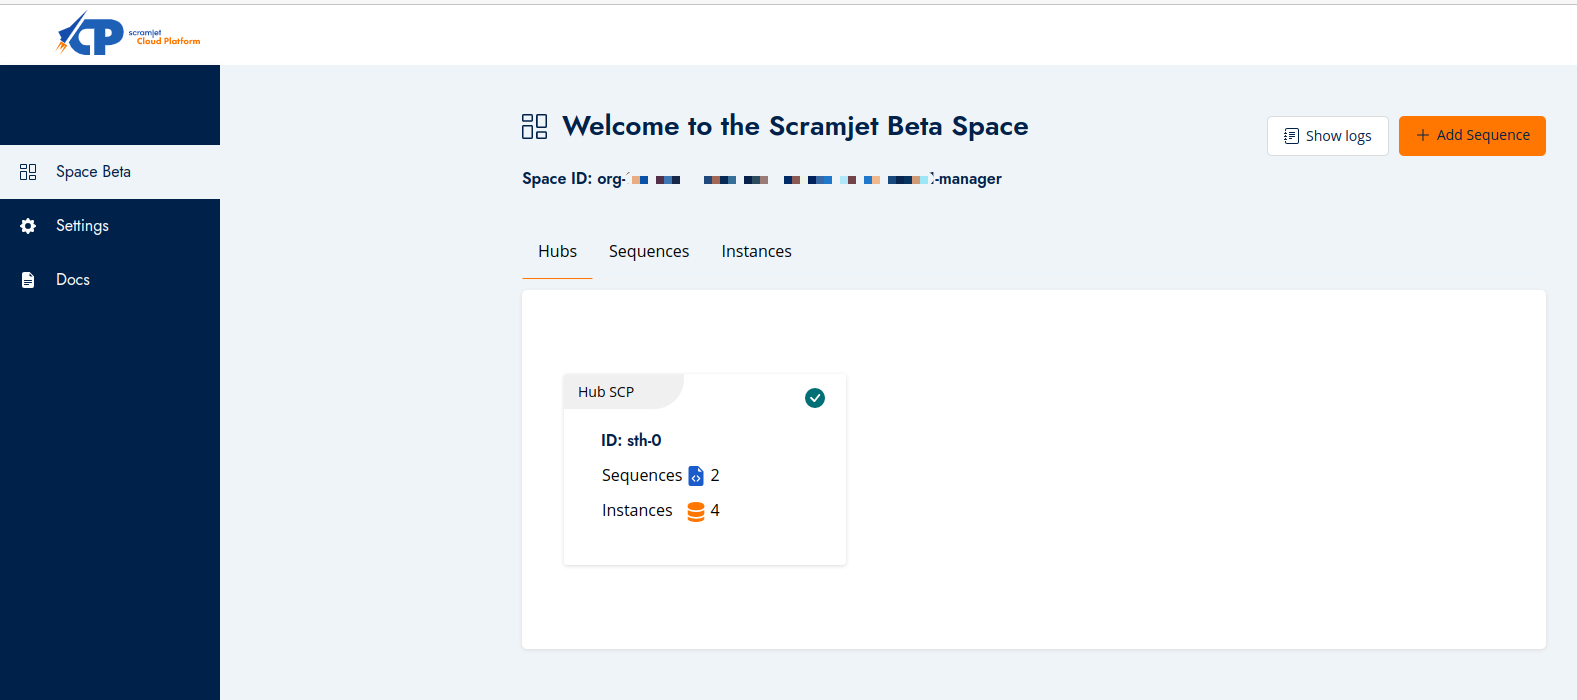 CP scramjet
Cloud Platform
Space Beta
Settings
Docs
Welcome to the Scramjet Beta Space
Show logs
+ Add Sequence
Space ID: org- -manager
Hubs Sequences Instances
Hub SCP
ID: sth-0
Sequences 2
Instances 4